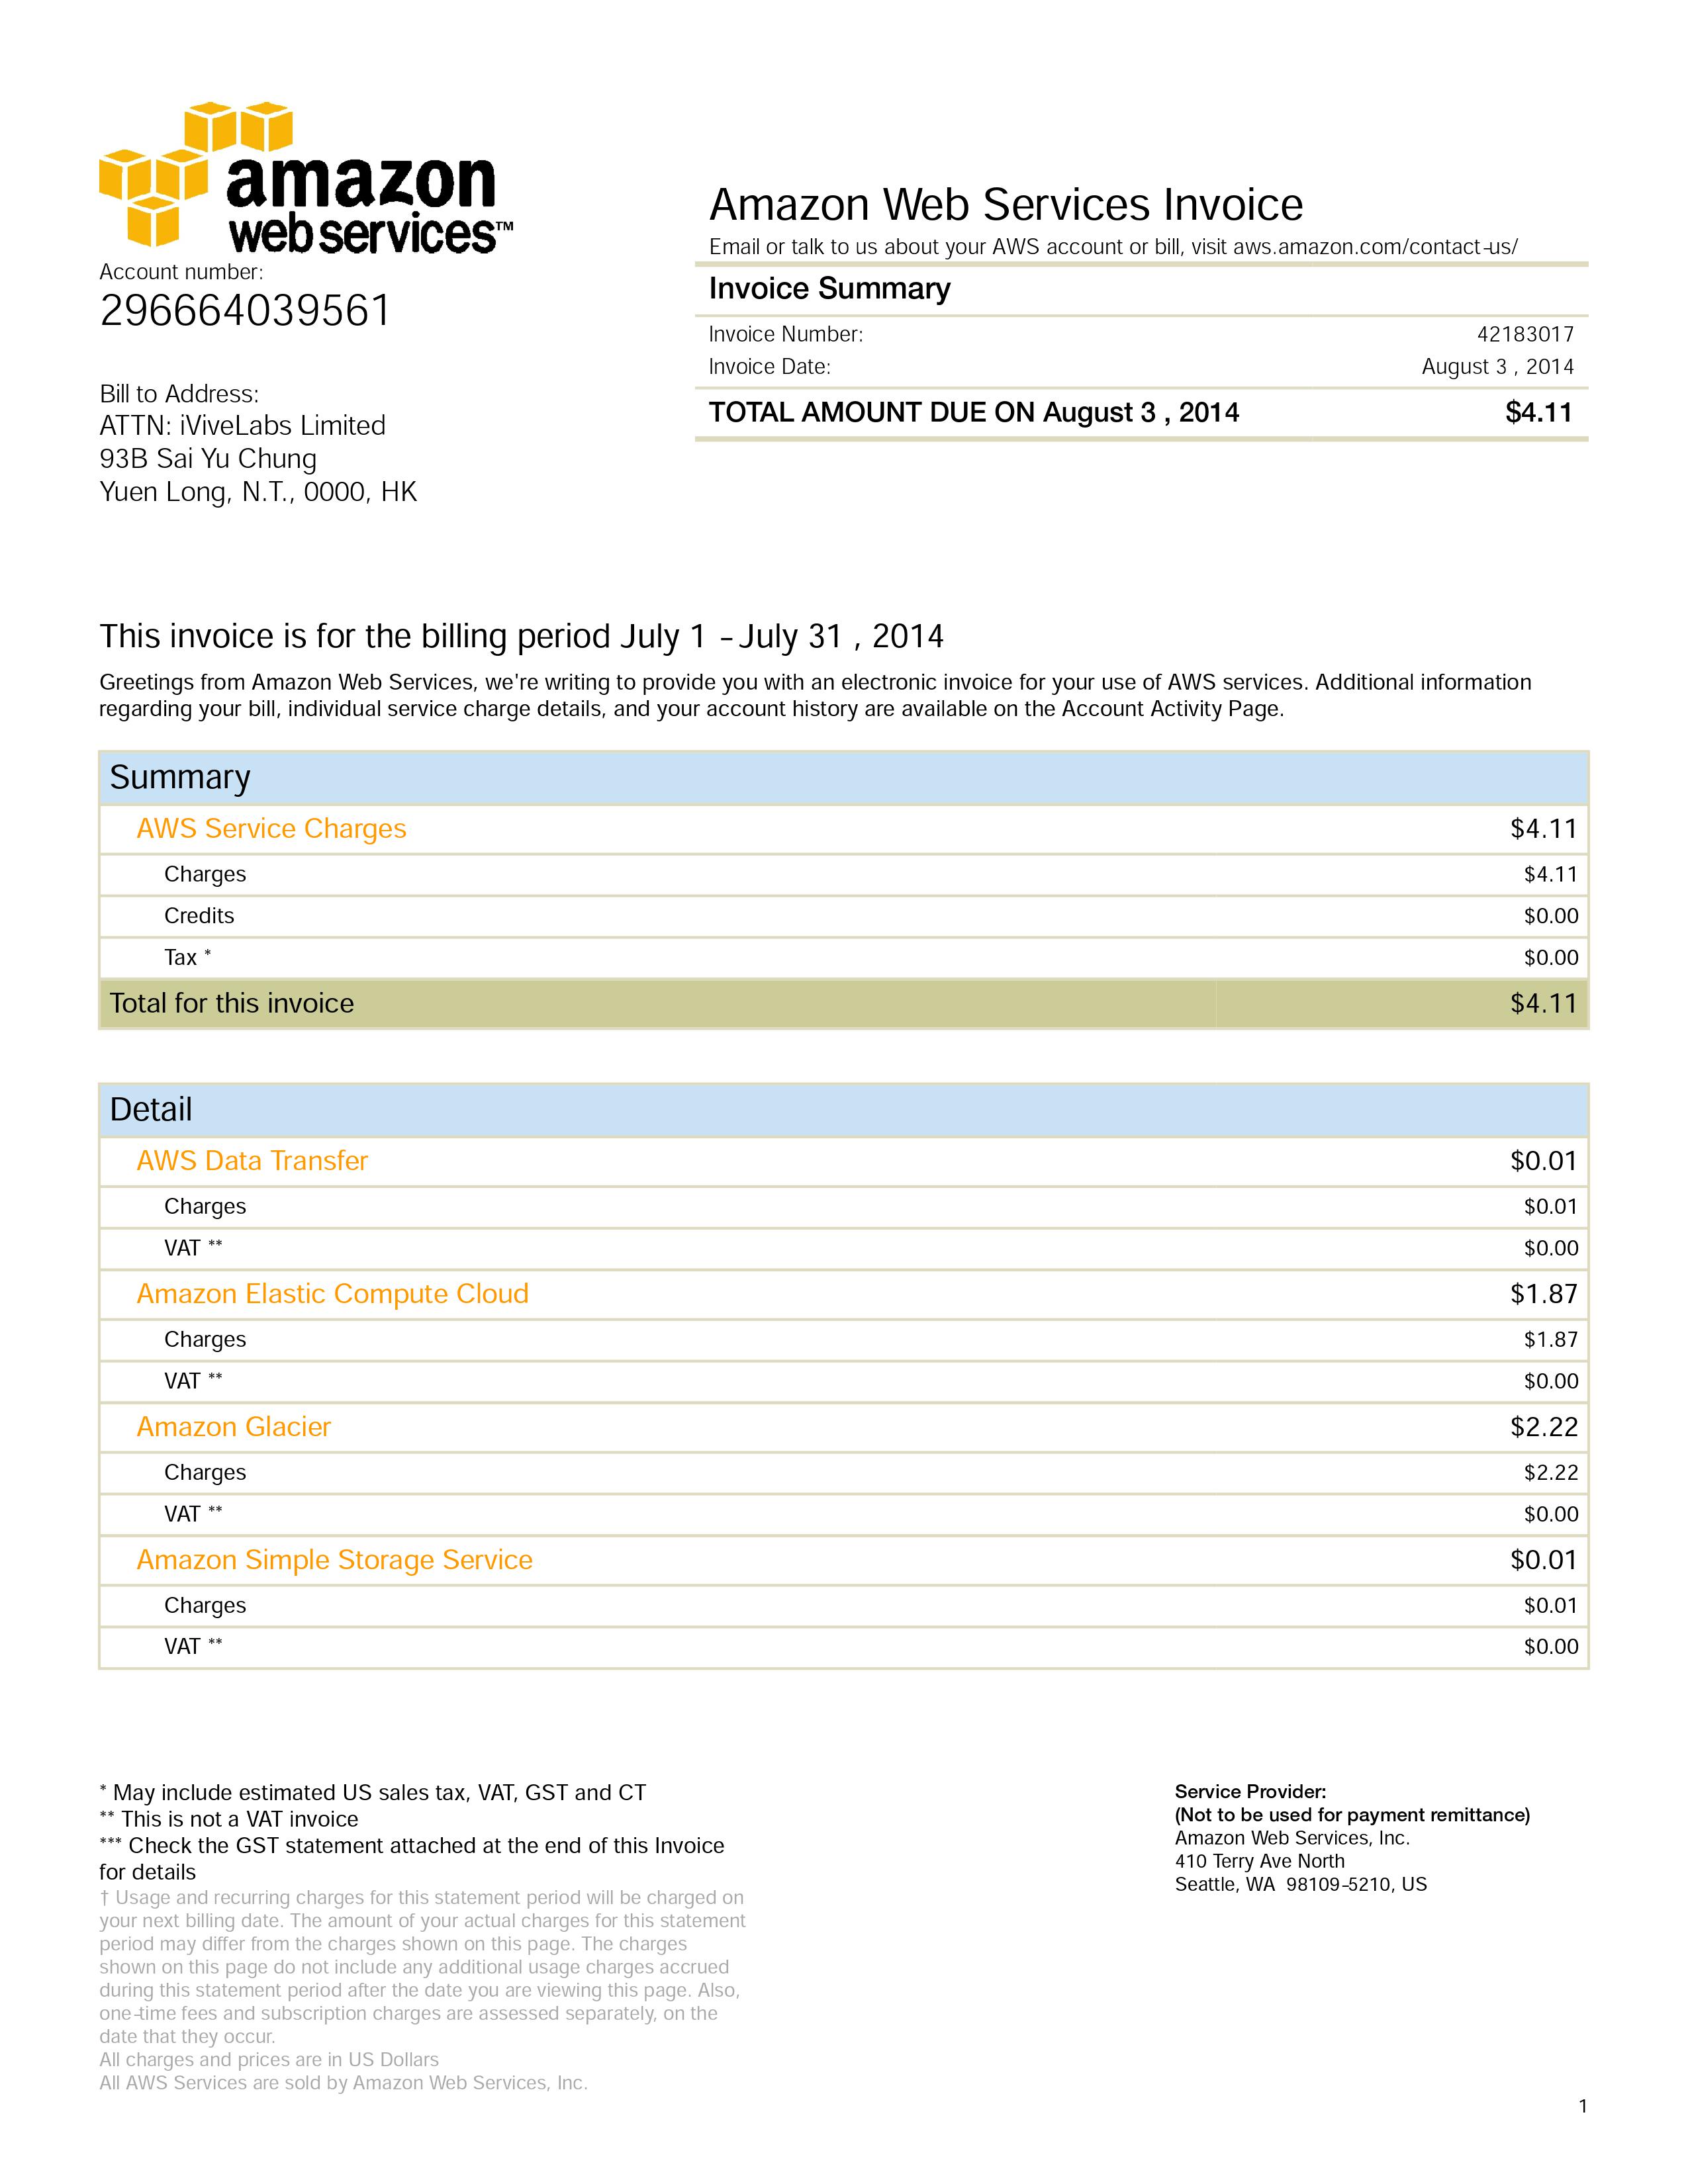 amazon
webservices™
Account number:
296664039561
Bill to Address:
ATTN: iViveLabs Limited
93B Sai Yu Chung
Yuen Long, N.T., 0000, HK
Amazon Web Services Invoice
Email or talk to us about your AWS account or bill, visit aws.amazon.com/contact-us/
Invoice Summary
Invoice Number: 42183017
Invoice Date: August 3 , 2014
TOTAL AMOUNT DUE ON August 3 , 2014 $4.11
This invoice is for the billing period July 1 - July 31 , 2014
Greetings from Amazon Web Services, we're writing to provide you with an electronic invoice for your use of AWS services. Additional information
regarding your bill, individual service charge details, and your account history are available on the Account Activity Page.
Summary
AWS Service Charges $4.11
Charges $4.11
Credits $0.00
Tax * $0.00
Total for this invoice $4.11
Detail
AWS Data Transfer $0.01
Charges $0.01
VAT ** $0.00
Amazon Elastic Compute Cloud $1.87
Charges $1.87
VAT ** $0.00
Amazon Glacier $2.22
Charges $2.22
VAT ** $0.00
Amazon Simple Storage Service $0.01
Charges $0.01
VAT ** $0.00
* May include estimated US sales tax, VAT, GST and CT
** This is not a VAT invoice
*** Check the GST statement attached at the end of this Invoice
for details
† Usage and recurring charges for this statement period will be charged on
your next billing date. The amount of your actual charges for this statement
period may differ from the charges shown on this page. The charges
shown on this page do not include any additional usage charges accrued
during this statement period after the date you are viewing this page. Also,
one-time fees and subscription charges are assessed separately, on the
date that they occur.
All charges and prices are in US Dollars
All AWS Services are sold by Amazon Web Services, Inc.
Service Provider:
(Not to be used for payment remittance)
Amazon Web Services, Inc.
410 Terry Ave North
Seattle, WA 98109-5210, US
1